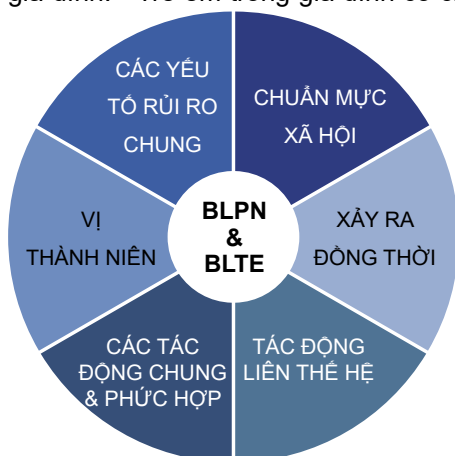 gia đình.
Trẻ em trong gia đình có
CÁC YẾU
TỐ RỦI RO
CHUNG
CHUẨN MỰC
XÃ HỘI
XẢY RA
ĐỒNG THỜI
TÁC ĐỘNG
LIÊN THẾ HỆ
CÁC TÁC
ĐỘNG CHUNG
& PHỨC HỢP
VỊ
THÀNH NIÊN
BLPN
&
BLTE